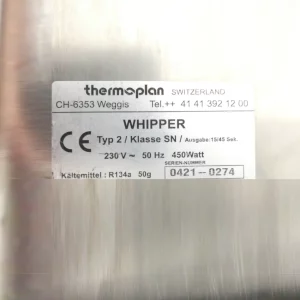 thermoplan SWITZERLAND
CH-6353 Weggis Tel.++ 41 41 392 12 00
WHIPPER
CE Typ 2 / Klasse SN / Ausgabe: 15/45 Sek.
230 V ~ 50 Hz 450Watt
SERIEN-NUMMER
Kältemittel : R134a 50g 0421-0274